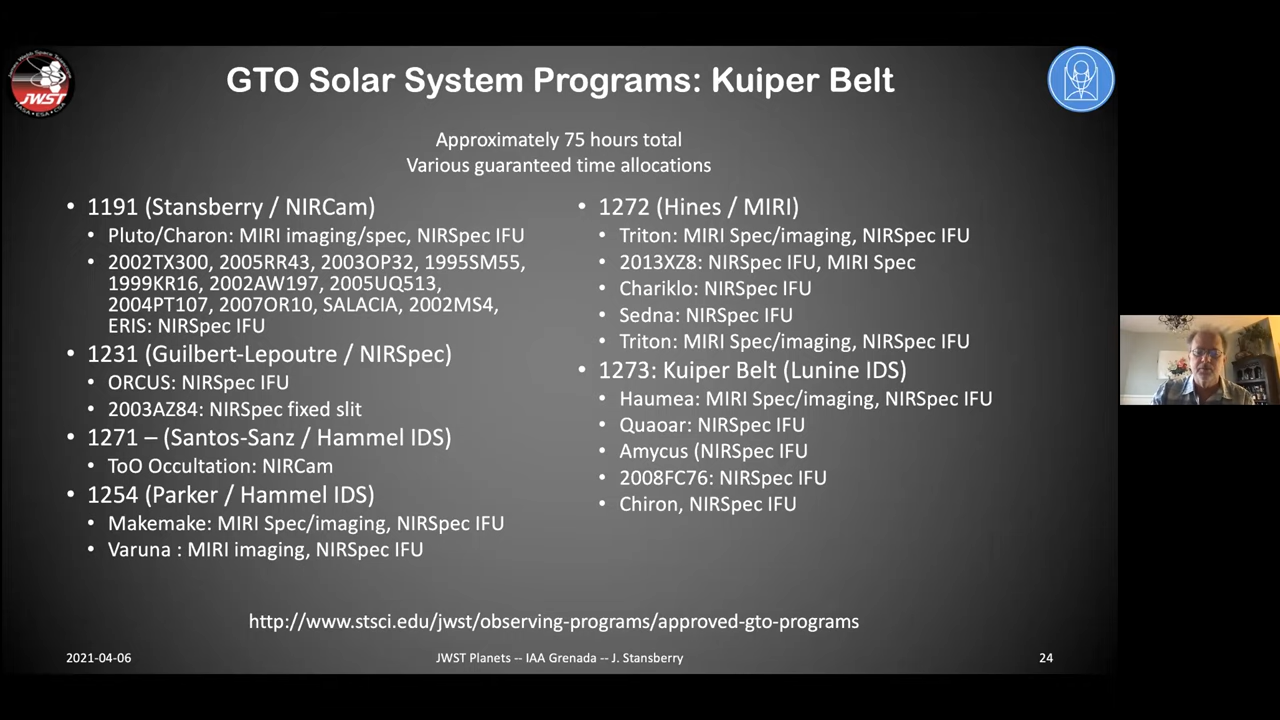 GTO Solar System Programs: Kuiper Belt
JWST
Approximately 75 hours total
Various guaranteed time allocations
• 1191 (Stansberry / NIRCam)
• Pluto/Charon: MIRI imaging/spec, NIRSpec IFU
• 2002TX300, 2005RR43, 2003OP32, 1995SM55,
1999KR16, 2002AW197, 2005UQ513,
2004PT107, 2007OR10, SALACIA, 2002MS4,
ERIS: NIRSpec IFU
• 1231 (Guilbert-Lepoutre / NIRSpec)
• ORCUS: NIRSpec IFU
• 2003AZ84: NIRSpec fixed slit
• 1271 – (Santos-Sanz / Hammel IDS)
• ToO Occultation: NIRCam
• 1254 (Parker / Hammel IDS)
• Makemake: MIRI Spec/imaging, NIRSpec IFU
• Varuna : MIRI imaging, NIRSpec IFU
• 1272 (Hines / MIRI)
• Triton: MIRI Spec/imaging, NIRSpec IFU
• 2013XZ8: NIRSpec IFU, MIRI Spec
• Chariklo: NIRSpec IFU
• Sedna: NIRSpec IFU
• Triton: MIRI Spec/imaging, NIRSpec IFU
• 1273: Kuiper Belt (Lunine IDS)
• Haumea: MIRI Spec/imaging, NIRSpec IFU
• Quaoar: NIRSpec IFU
• Amycus (NIRSpec IFU
• 2008FC76: NIRSpec IFU
• Chiron, NIRSpec IFU
http://www.stsci.edu/jwst/observing-programs/approved-gto-programs
2021-04-06
JWST Planets -- IAA Grenada -- J. Stansberry
24